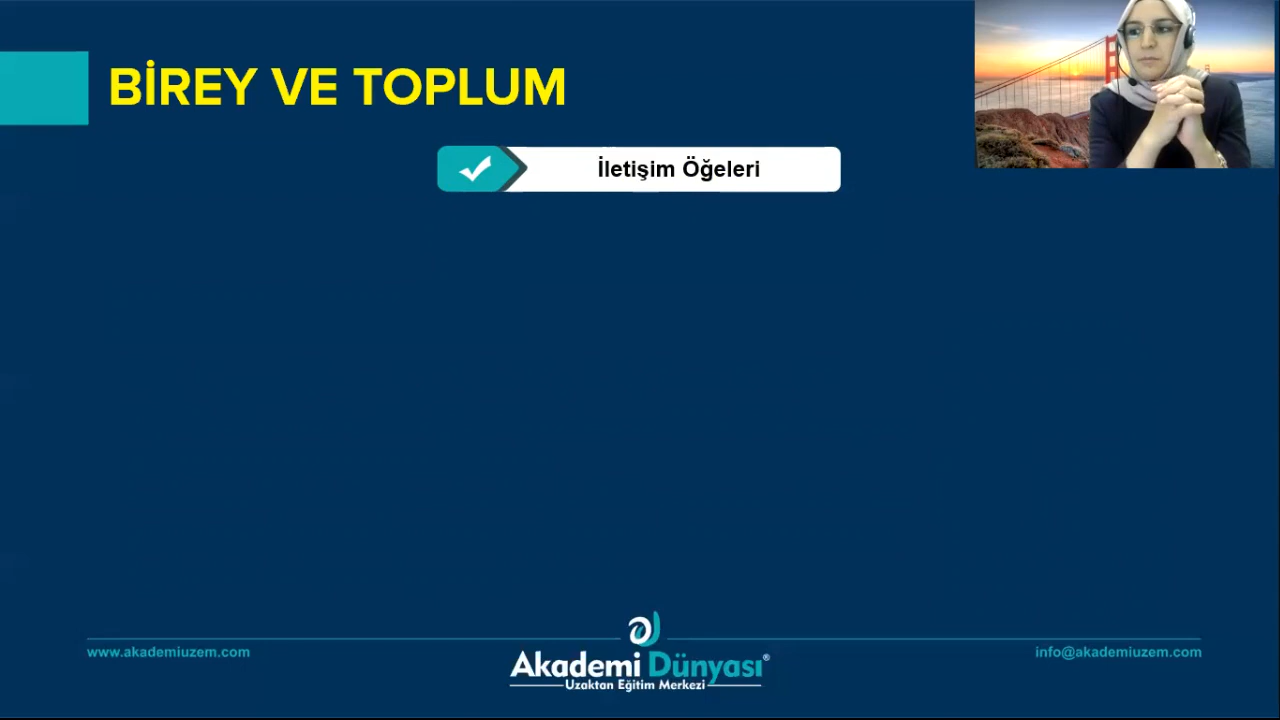 BİREY VE TOPLUM
İletişim Öğeleri
www.akademiuzem.com
info@akademiuzem.com
Akademi Dünyası®
Uzaktan Eğitim Merkezi